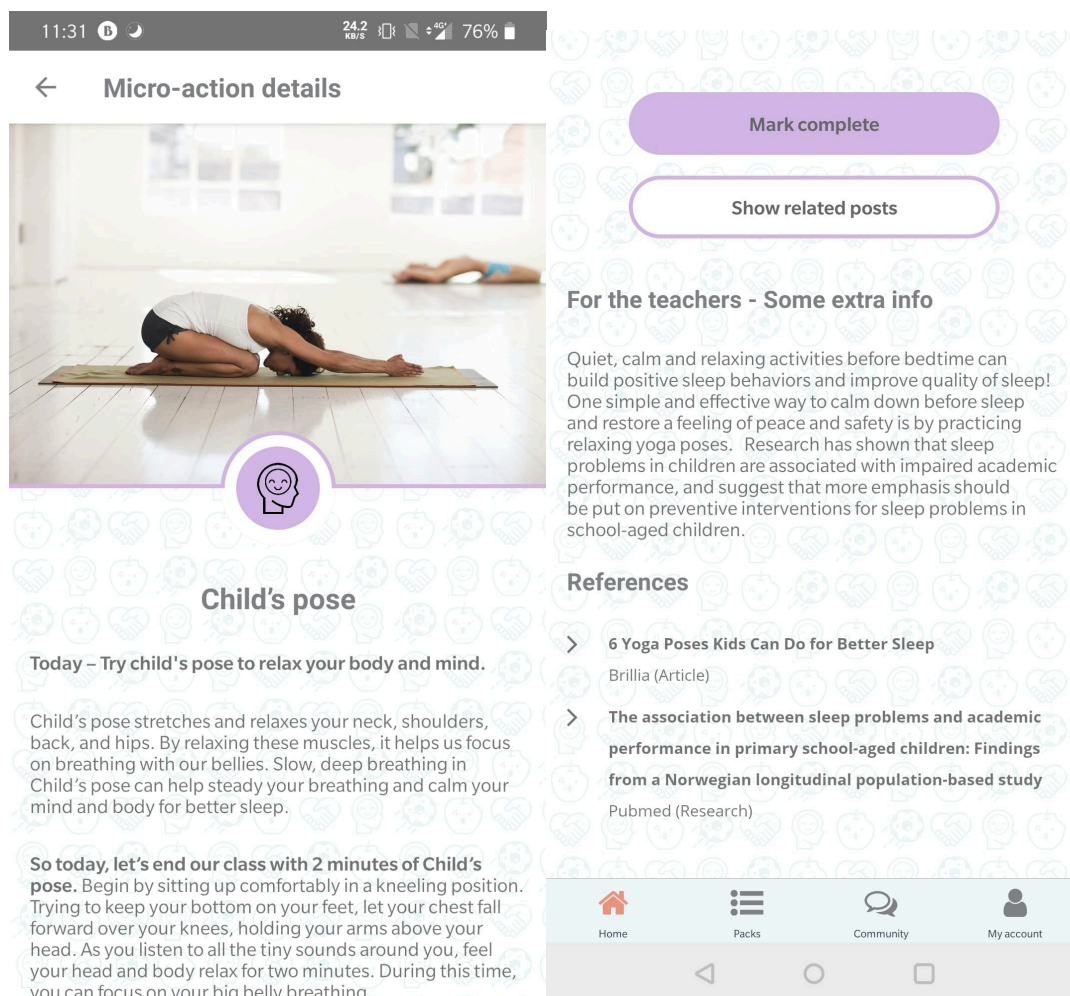 11:31
B
24.2
KB/S
4G+
76%
Micro-action details
Child’s pose
Today – Try child's pose to relax your body and mind.
Child’s pose stretches and relaxes your neck, shoulders,
back, and hips. By relaxing these muscles, it helps us focus
on breathing with our bellies. Slow, deep breathing in
Child’s pose can help steady your breathing and calm your
mind and body for better sleep.
So today, let’s end our class with 2 minutes of Child’s
pose. Begin by sitting up comfortably in a kneeling position.
Trying to keep your bottom on your feet, let your chest fall
forward over your knees, holding your arms above your
head. As you listen to all the tiny sounds around you, feel
your head and body relax for two minutes. During this time,
you can focus on your big belly breathing.
Mark complete
Show related posts
For the teachers - Some extra info
Quiet, calm and relaxing activities before bedtime can
build positive sleep behaviors and improve quality of sleep!
One simple and effective way to calm down before sleep
and restore a feeling of peace and safety is by practicing
relaxing yoga poses. Research has shown that sleep
problems in children are associated with impaired academic
performance, and suggest that more emphasis should
be put on preventive interventions for sleep problems in
school-aged children.
References
6 Yoga Poses Kids Can Do for Better Sleep
Brillia (Article)
The association between sleep problems and academic
performance in primary school-aged children: Findings
from a Norwegian longitudinal population-based study
Pubmed (Research)
Home
Packs
Community
My account